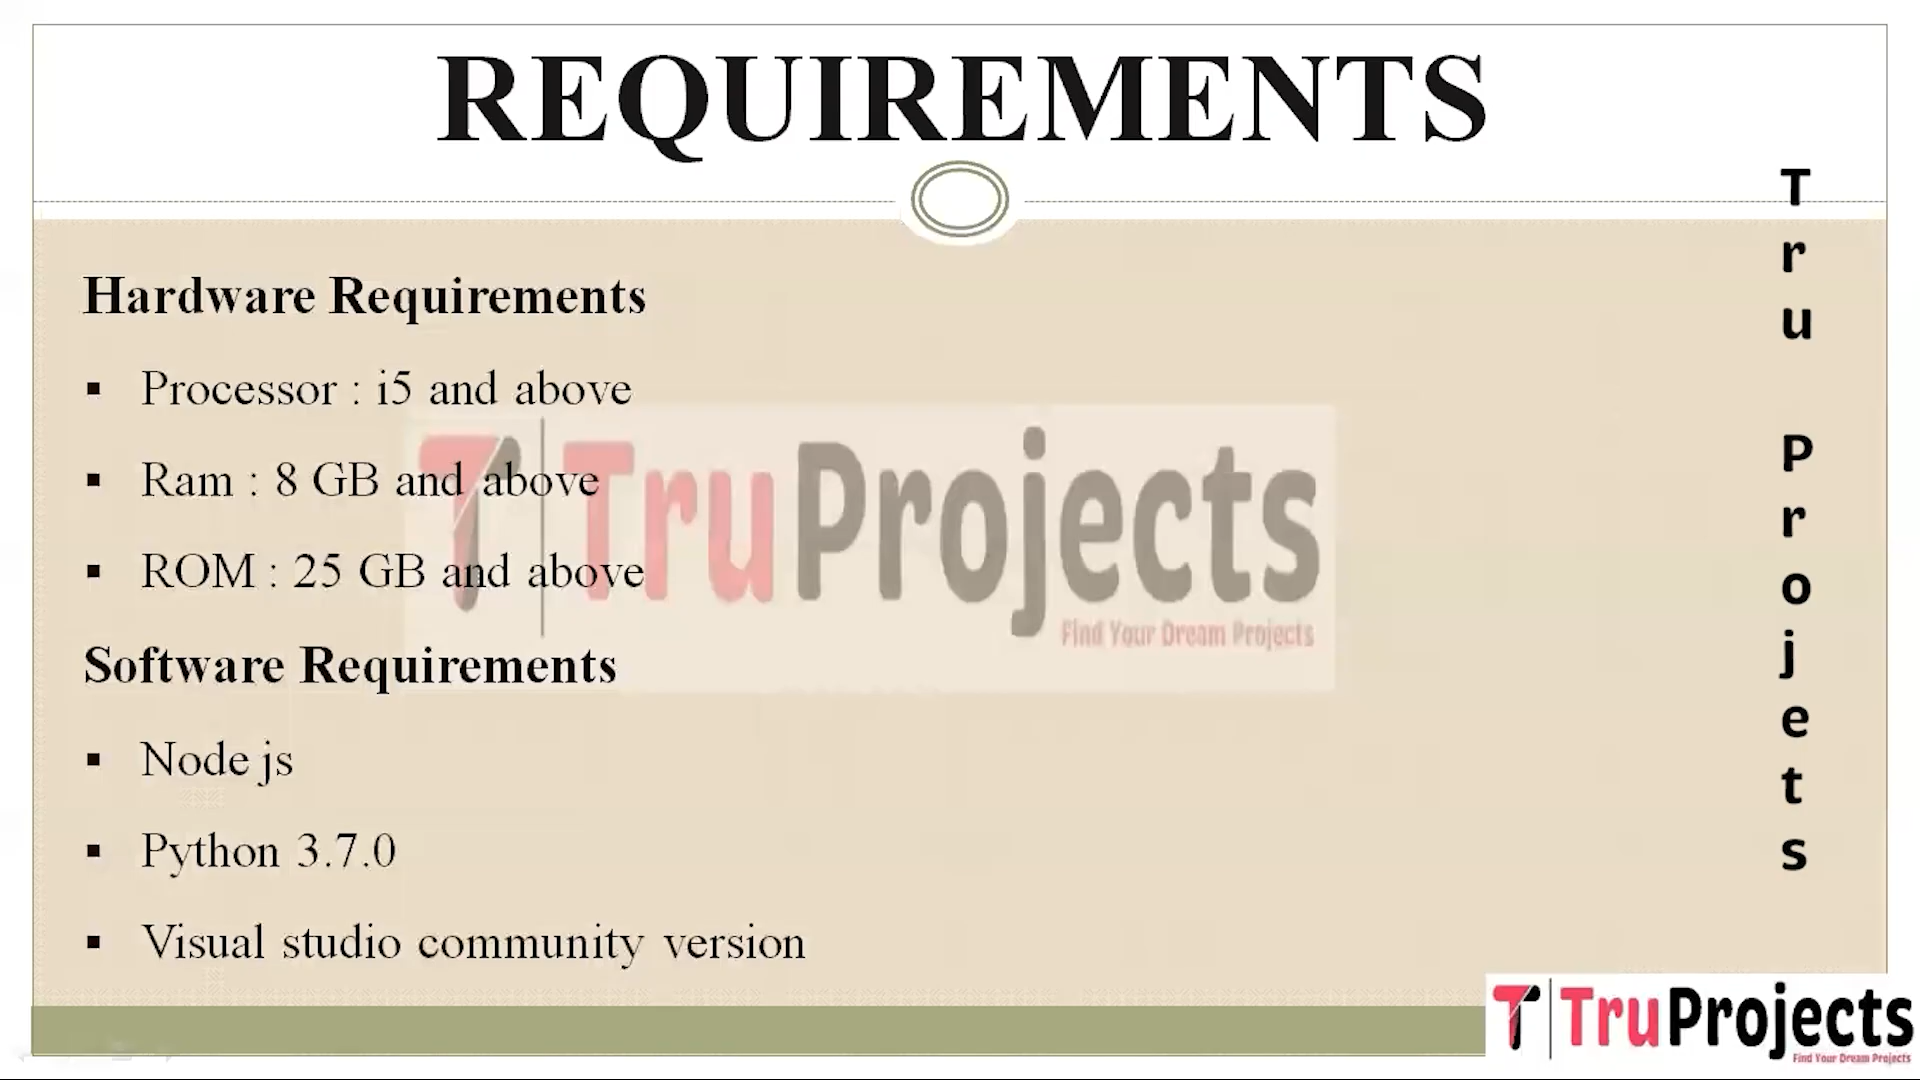 REQUIREMENTS
Hardware Requirements
▪ Processor : i5 and above
▪ Ram : 8 GB and above
▪ ROM : 25 GB and above
Software Requirements
▪ Node js
▪ Python 3.7.0
▪ Visual studio community version
TruProjects
Find Your Dream Projects
Tru Projets
TruProjects
Find Your Dream Projects